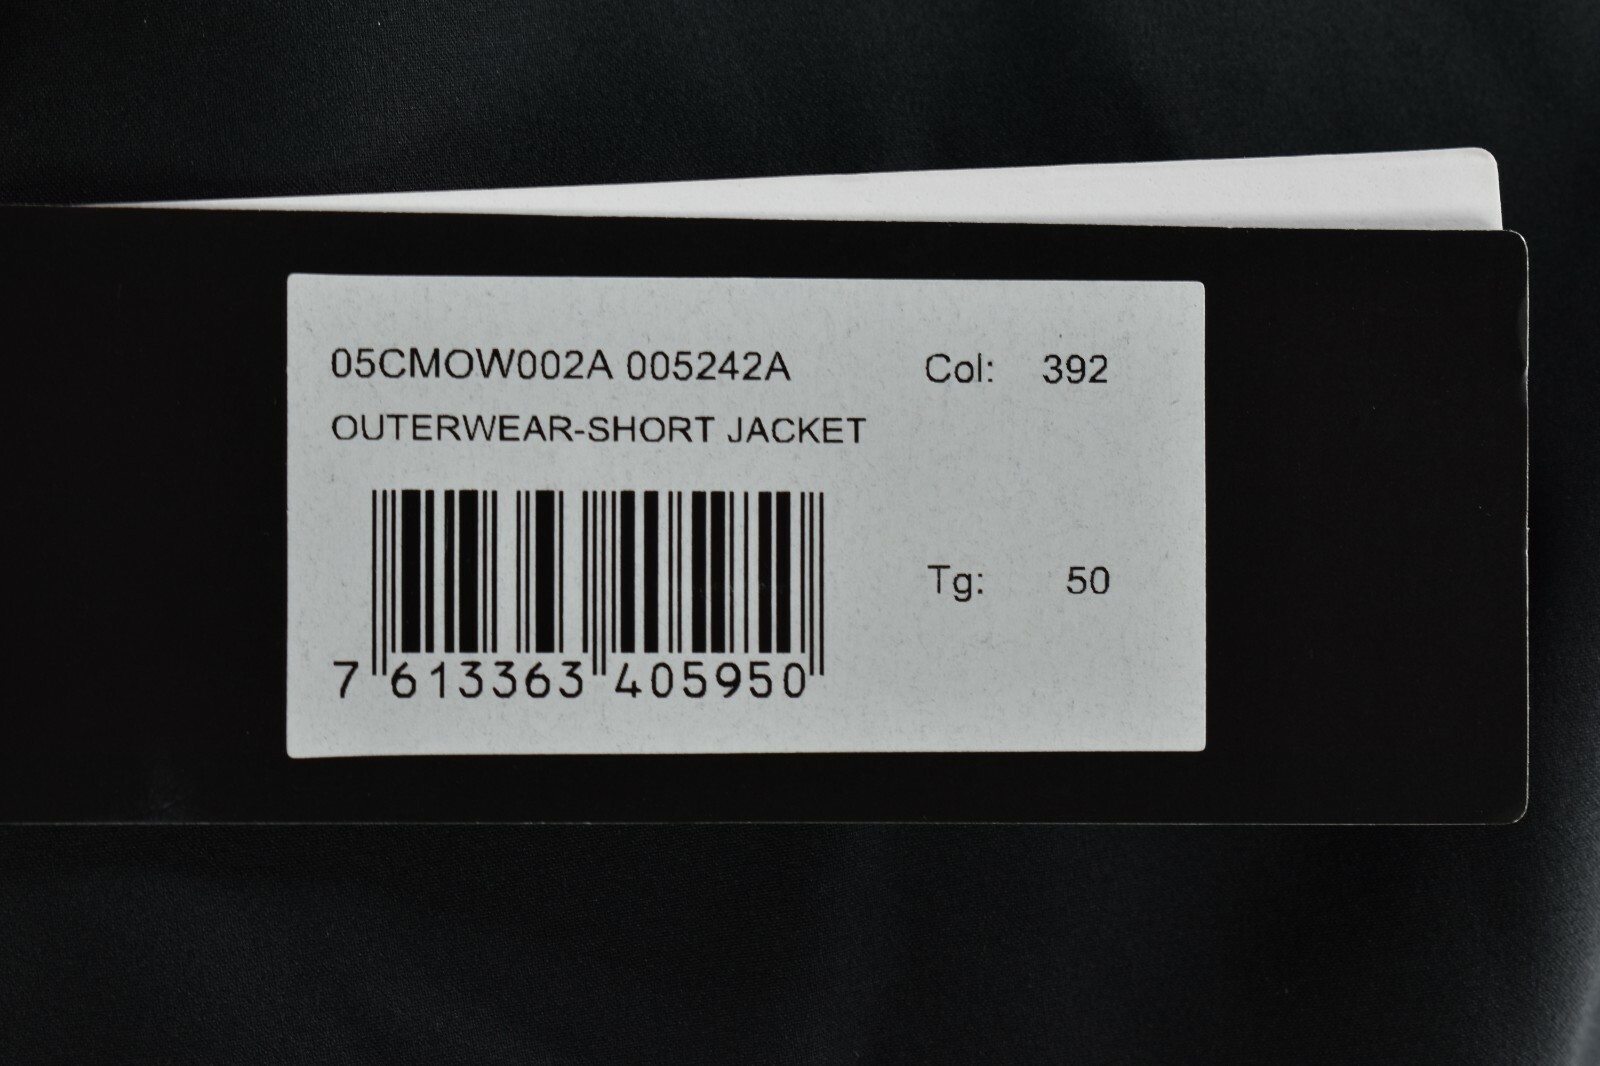 05CMOW002A 005242A Col: 392
OUTERWEAR-SHORT JACKET
Tg: 50
7 613363 405950